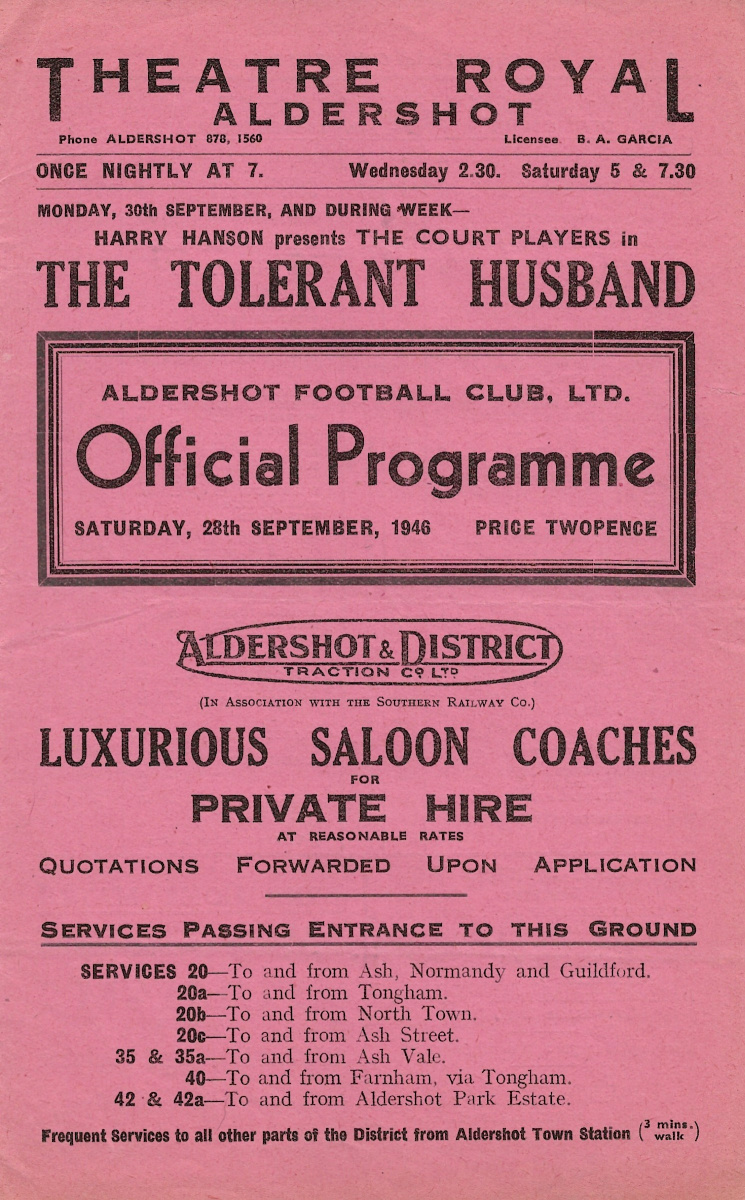 THEATRE ROYAL
ALDERSHOT
Phone ALDERSHOT 878, 1560 Licensee B. A. GARCIA
ONCE NIGHTLY AT 7. Wednesday 2.30. Saturday 5 & 7.30
MONDAY, 30th SEPTEMBER, AND DURING WEEK—
HARRY HANSON presents THE COURT PLAYERS in
THE TOLERANT HUSBAND
ALDERSHOT FOOTBALL CLUB, LTD.
Official Programme
SATURDAY, 28th SEPTEMBER, 1946 PRICE TWOPENCE
ALDERSHOT & DISTRICT
TRACTION CO LTD
(IN ASSOCIATION WITH THE SOUTHERN RAILWAY CO.)
LUXURIOUS SALOON COACHES
FOR
PRIVATE HIRE
AT REASONABLE RATES
QUOTATIONS FORWARDED UPON APPLICATION
SERVICES PASSING ENTRANCE TO THIS GROUND
SERVICES 20—To and from Ash, Normandy and Guildford.
20a—To and from Tongham.
20b—To and from North Town.
20c—To and from Ash Street.
35 & 35a—To and from Ash Vale.
40—To and from Farnham, via Tongham.
42 & 42a—To and from Aldershot Park Estate.
Frequent Services to all other parts of the District from Aldershot Town Station (3 mins. walk)